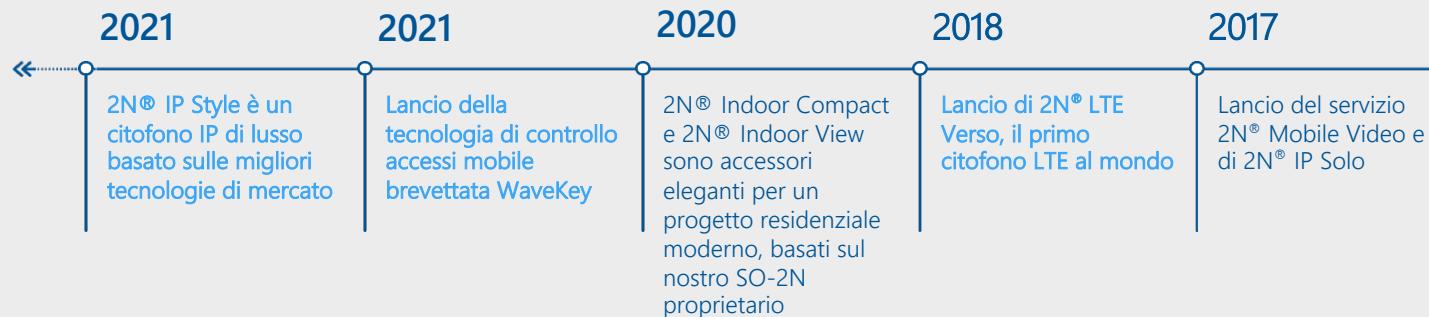 2021
2N® IP Style è un
citofono IP di lusso
basato sulle migliori
tecnologie di mercato
2021
Lancio della
tecnologia di controllo
accessi mobile
brevettata WaveKey
2020
2N® Indoor Compact
e 2N® Indoor View
sono accessori
eleganti per un
progetto residenziale
moderno, basati sul
nostro SO-2N
proprietario
2018
Lancio di 2N® LTE
Verso, il primo
citofono LTE al mondo
2017
Lancio del servizio
2N® Mobile Video e
di 2N® IP Solo